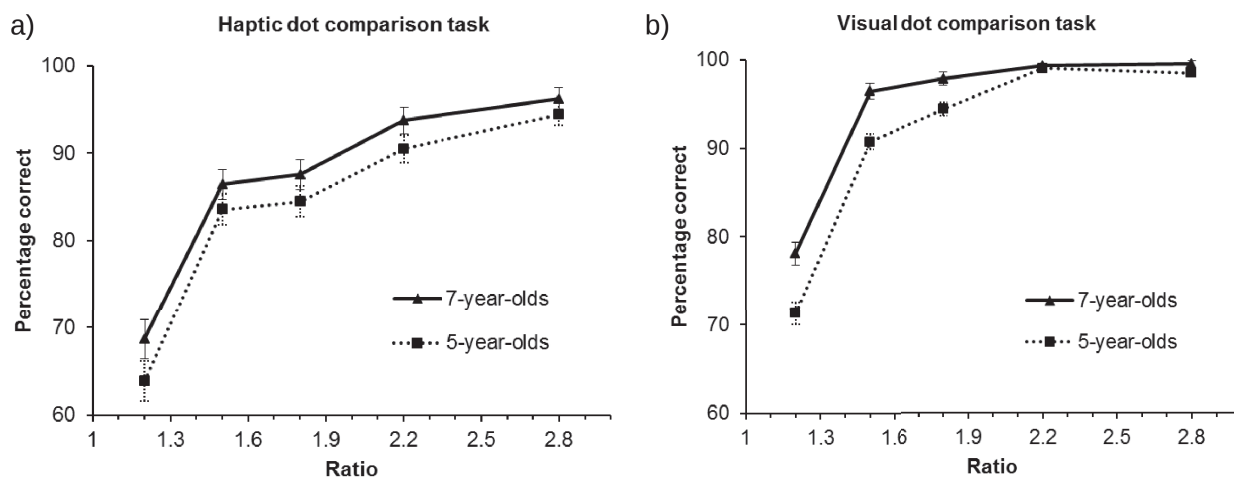 a)
Haptic dot comparison task
Percentage correct
100
90
80
70
60
1 1.3 1.6 1.9 2.2 2.5 2.8
Ratio
7-year-olds
5-year-olds
b)
Visual dot comparison task
Percentage correct
100
90
80
70
60
1 1.3 1.6 1.9 2.2 2.5 2.8
Ratio
7-year-olds
5-year-olds